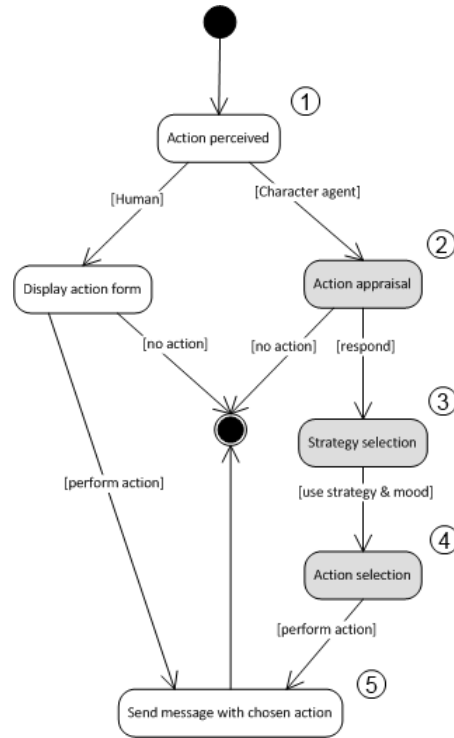 1
Action perceived
[Human]
[Character agent]
2
Display action form
Action appraisal
[no action]
[no action]
[respond]
3
Strategy selection
[perform action]
[use strategy & mood]
4
Action selection
[perform action]
5
Send message with chosen action